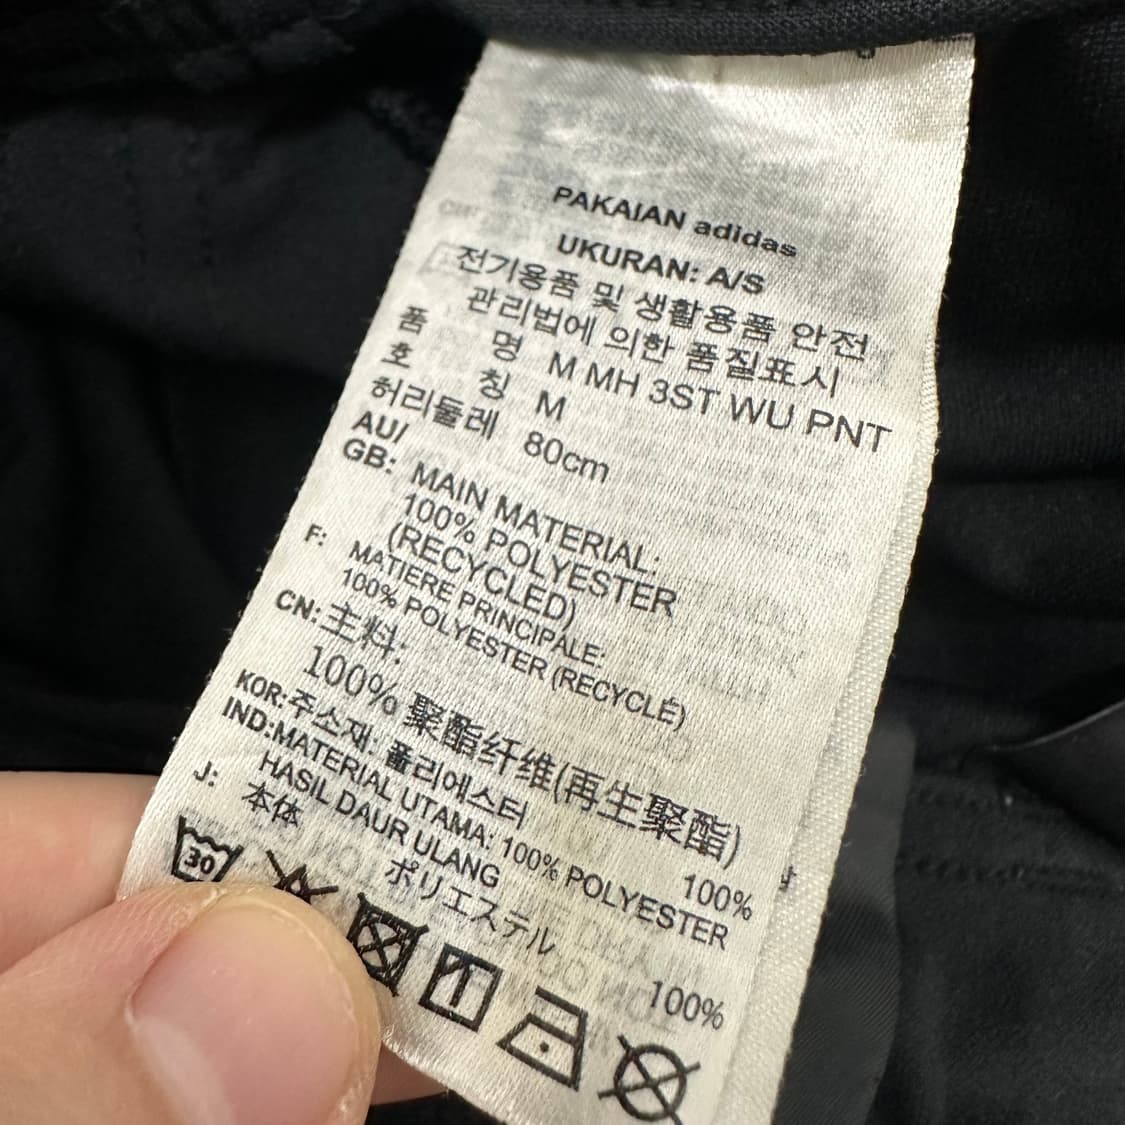 PAKAIAN adidas
UKURAN: A/S
전기용품 및 생활용품 안전
관리법에 의한 품질표시
품 명 M MH 3ST WU PNT
호 칭 M
허리둘레 80cm
AU/
GB: MAIN MATERIAL:
100% POLYESTER
(RECYCLED)
F: MATIERE PRINCIPALE:
100% POLYESTER (RECYCLÉ)
CN: 主料:
100% 聚酯纤维(再生聚酯)
KOR: 주소재: 폴리에스터 100%
IND: MATERIAL UTAMA: 100% POLYESTER
HASIL DAUR ULANG
J: 本体
ポリエステル 100%
30